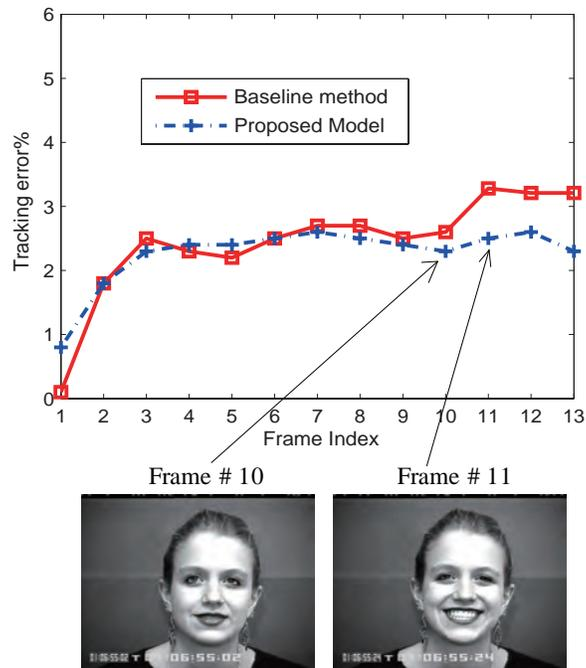 6
5
4
3
2
1
0
Tracking error%
Baseline method
Proposed Model
1 2 3 4 5 6 7 8 9 10 11 12 13
Frame Index
Frame # 10
Frame # 11
06:55:02
06:55:24